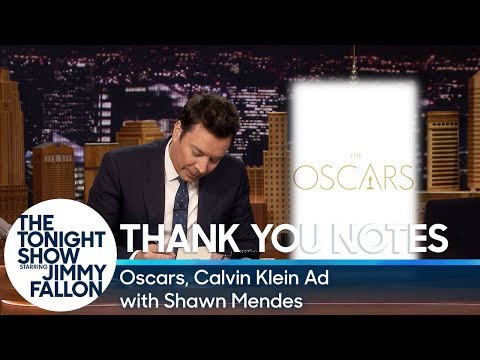 THE
OSCARS
THANK YOU NOTES
THE
TONIGHT
SHOW
STARRING
JIMMY
FALLON
Oscars, Calvin Klein Ad
with Shawn Mendes